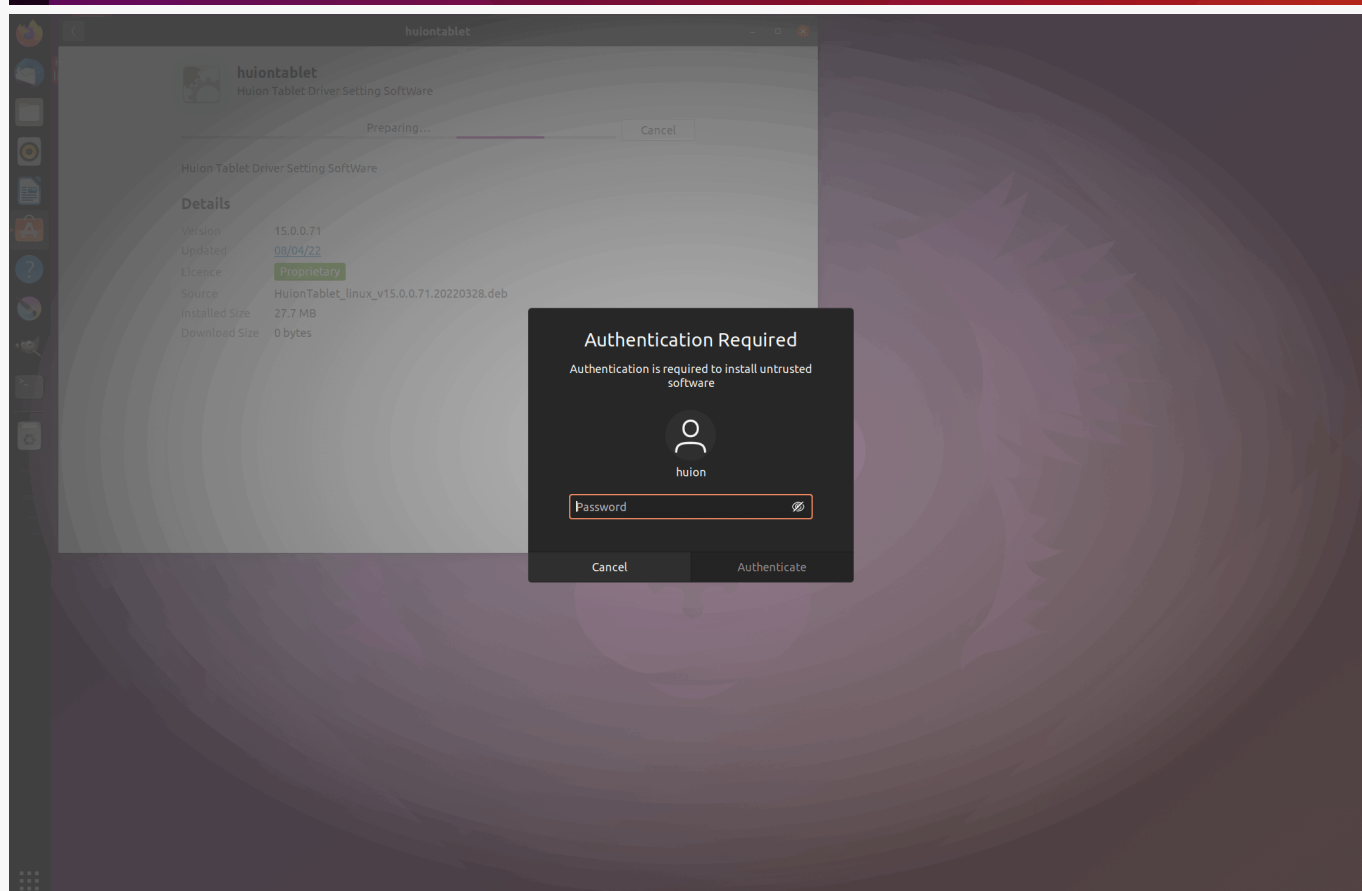 huiontablet
huiontablet
Huion Tablet Driver Setting SoftWare
Preparing…
Cancel
Huion Tablet Driver Setting SoftWare
Details
Version 15.0.0.71
Updated 08/04/22
Licence Proprietary
Source HuionTablet_linux_v15.0.0.71.20220328.deb
Installed Size 27.7 MB
Download Size 0 bytes
Authentication Required
Authentication is required to install untrusted
software
huion
Password
Cancel Authenticate